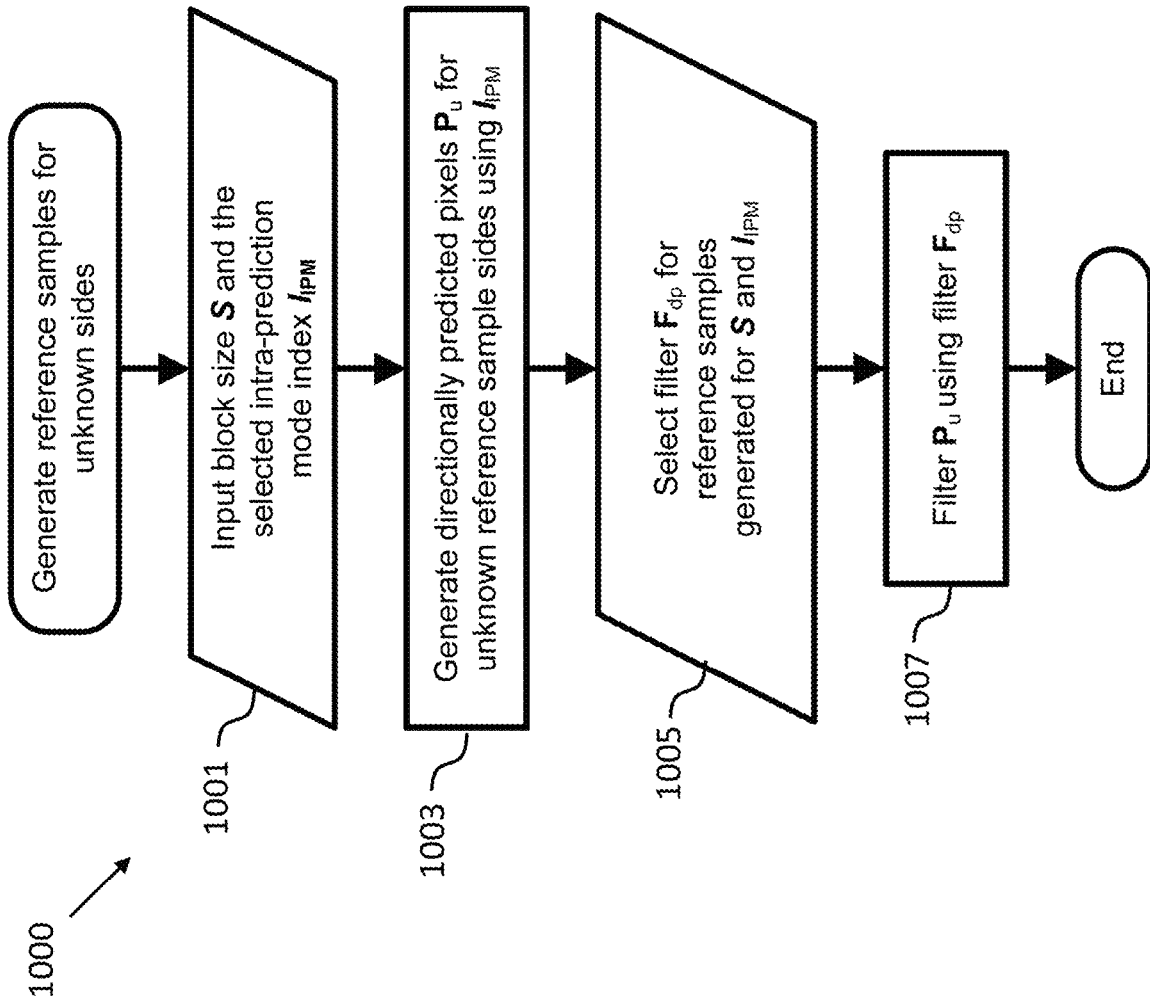 1000
Generate reference samples for
unknown sides
1001
Input block size S and the
selected intra-prediction
mode index IIPM
1003
Generate directionally predicted pixels Pu for
unknown reference sample sides using IIPM
1005
Select filter Fdp for
reference samples
generated for S and IIPM
1007
Filter Pu using filter Fdp
End